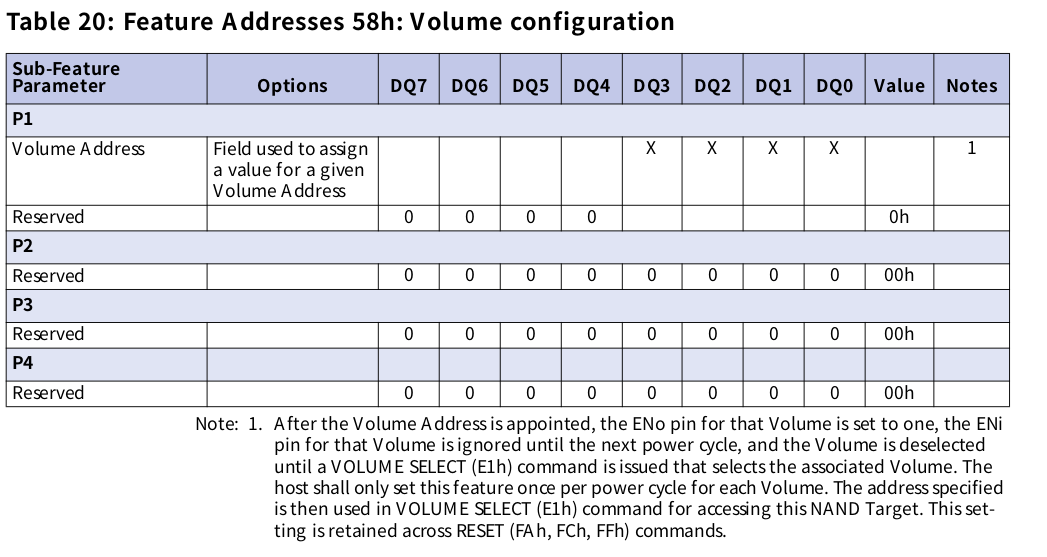 Table 20: Feature Addresses 58h: Volume configuration
Sub-Feature
Parameter Options DQ7 DQ6 DQ5 DQ4 DQ3 DQ2 DQ1 DQ0 Value Notes
P1
Volume Address Field used to assign X X X X 1
a value for a given
Volume Address
Reserved 0 0 0 0 0h
P2
Reserved 0 0 0 0 0 0 0 0 00h
P3
Reserved 0 0 0 0 0 0 0 0 00h
P4
Reserved 0 0 0 0 0 0 0 0 00h
Note: 1. After the Volume Address is appointed, the ENo pin for that Volume is set to one, the ENi
pin for that Volume is ignored until the next power cycle, and the Volume is deselected
until a VOLUME SELECT (E1h) command is issued that selects the associated Volume. The
host shall only set this feature once per power cycle for each Volume. The address specified
is then used in VOLUME SELECT (E1h) command for accessing this NAND Target. This set-
ting is retained across RESET (FAh, FCh, FFh) commands.